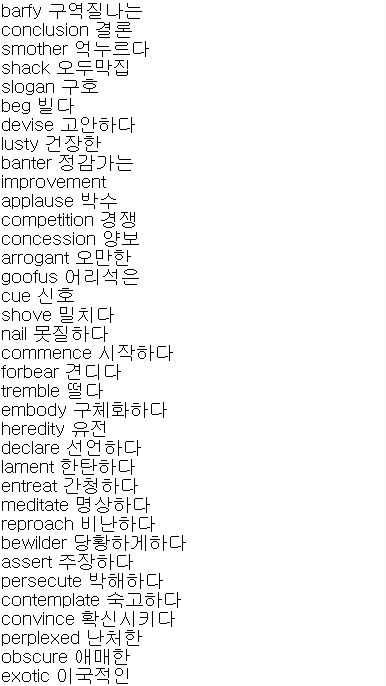 barfy 구역질나는
conclusion 결론
smother 억누르다
shack 오두막집
slogan 구호
beg 빌다
devise 고안하다
lusty 건장한
banter 정감가는
improvement
applause 박수
competition 경쟁
concession 양보
arrogant 오만한
goofus 어리석은
cue 신호
shove 밀치다
nail 못질하다
commence 시작하다
forbear 견디다
tremble 떨다
embody 구체화하다
heredity 유전
declare 선언하다
lament 한탄하다
entreat 간청하다
meditate 명상하다
reproach 비난하다
bewilder 당황하게하다
assert 주장하다
persecute 박해하다
contemplate 숙고하다
convince 확신시키다
perplexed 난처한
obscure 애매한
exotic 이국적인